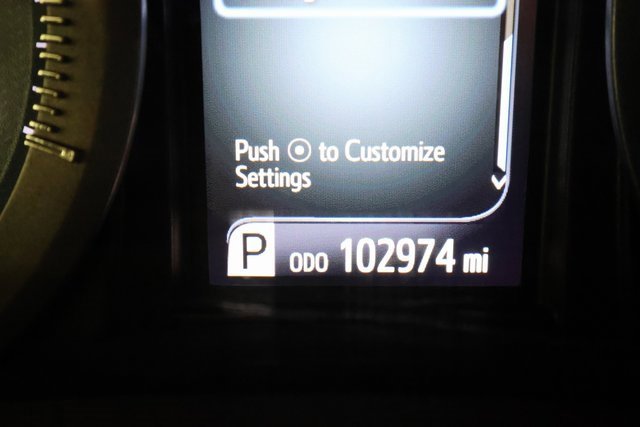 Push ⊙ to Customize
Settings
P ODO 102974 mi